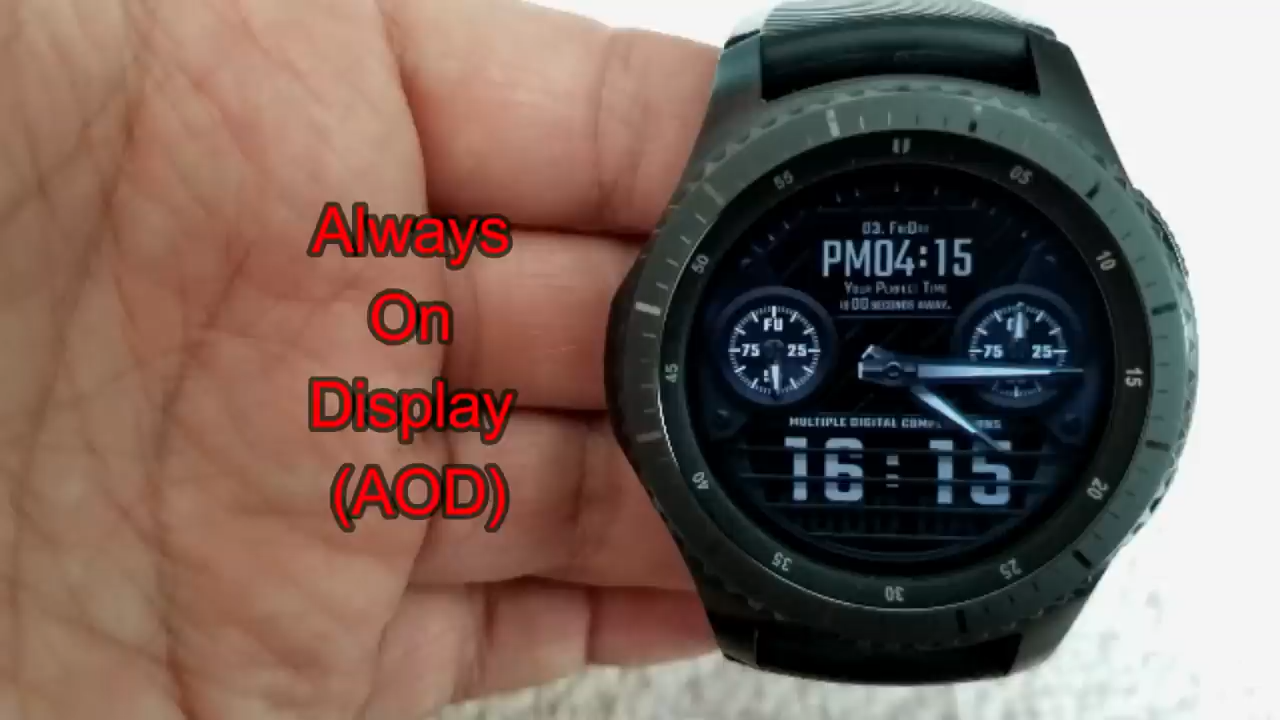 Always
On
Display
(AOD)
55
05
50
10
45
15
40
20
35
25
30
03. FriDay
PM04:15
Your Perfect Time
is 00 seconds away.
FU
75 25
75 25
MULTIPLE DIGITAL
16:15